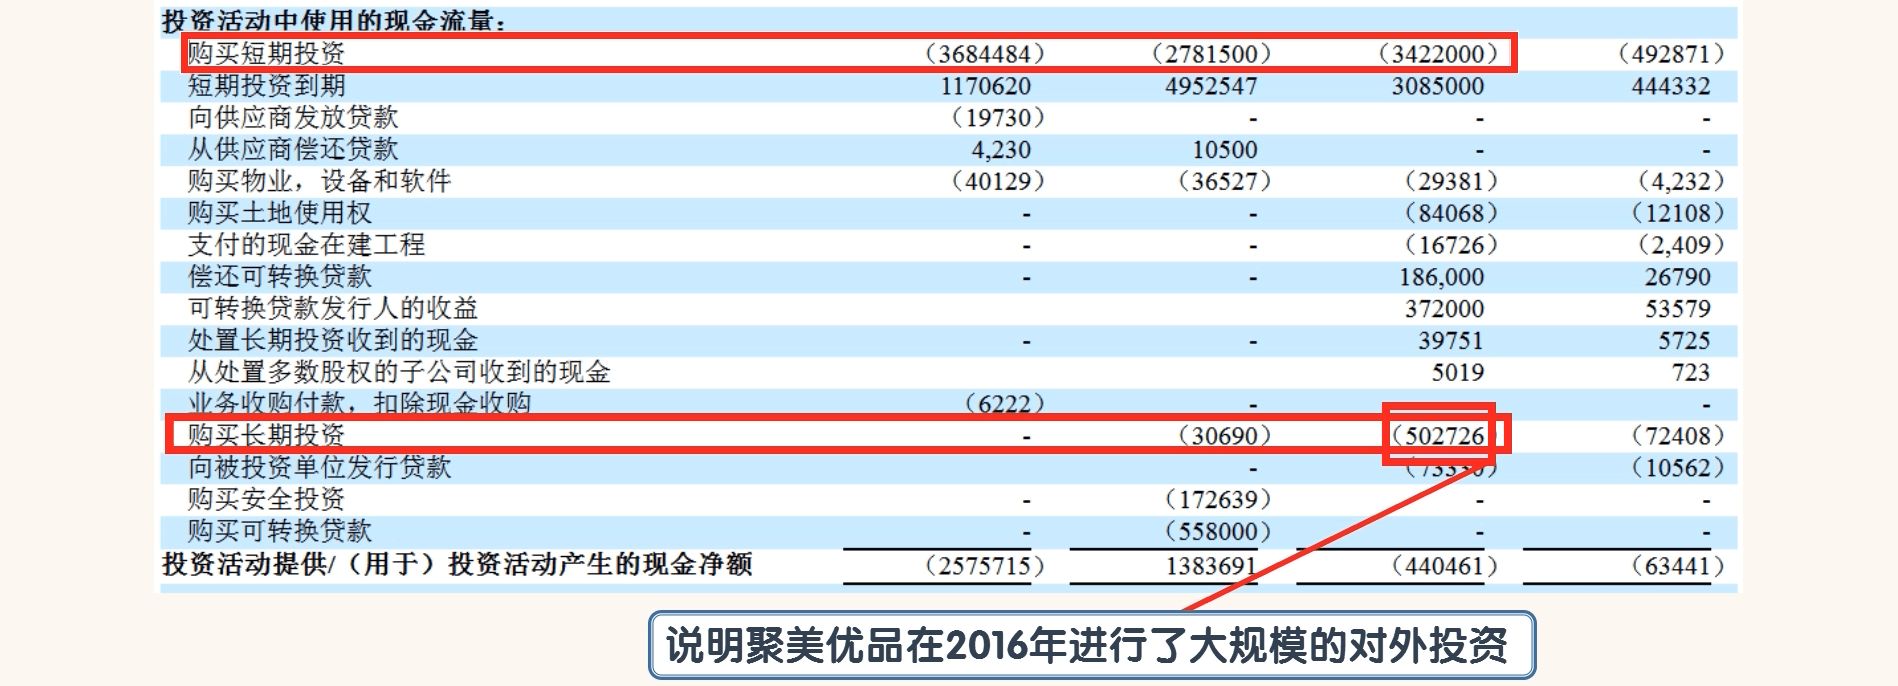 投资活动中使用的现金流量：
购买短期投资 （3684484） （2781500） （3422000） （492871）
短期投资到期 1170620 4952547 3085000 444332
向供应商发放贷款 （19730） - - -
从供应商偿还贷款 4,230 10500 - -
购买物业，设备和软件 （40129） （36527） （29381） （4,232）
购买土地使用权 - - （84068） （12108）
支付的现金在建工程 - - （16726） （2,409）
偿还可转换贷款 - - 186,000 26790
可转换贷款发行人的收益 372000 53579
处置长期投资收到的现金 - - 39751 5725
从处置多数股权的子公司收到的现金 5019 723
业务收购付款，扣除现金收购 （6222） - -
购买长期投资 - （30690） （502726） （72408）
向被投资单位发行贷款 - （73330） （10562）
购买安全投资 - （172639） - -
购买可转换贷款 - （558000） - -
投资活动提供/（用于）投资活动产生的现金净额 （2575715） 1383691 （440461） （63441）
说明聚美优品在2016年进行了大规模的对外投资